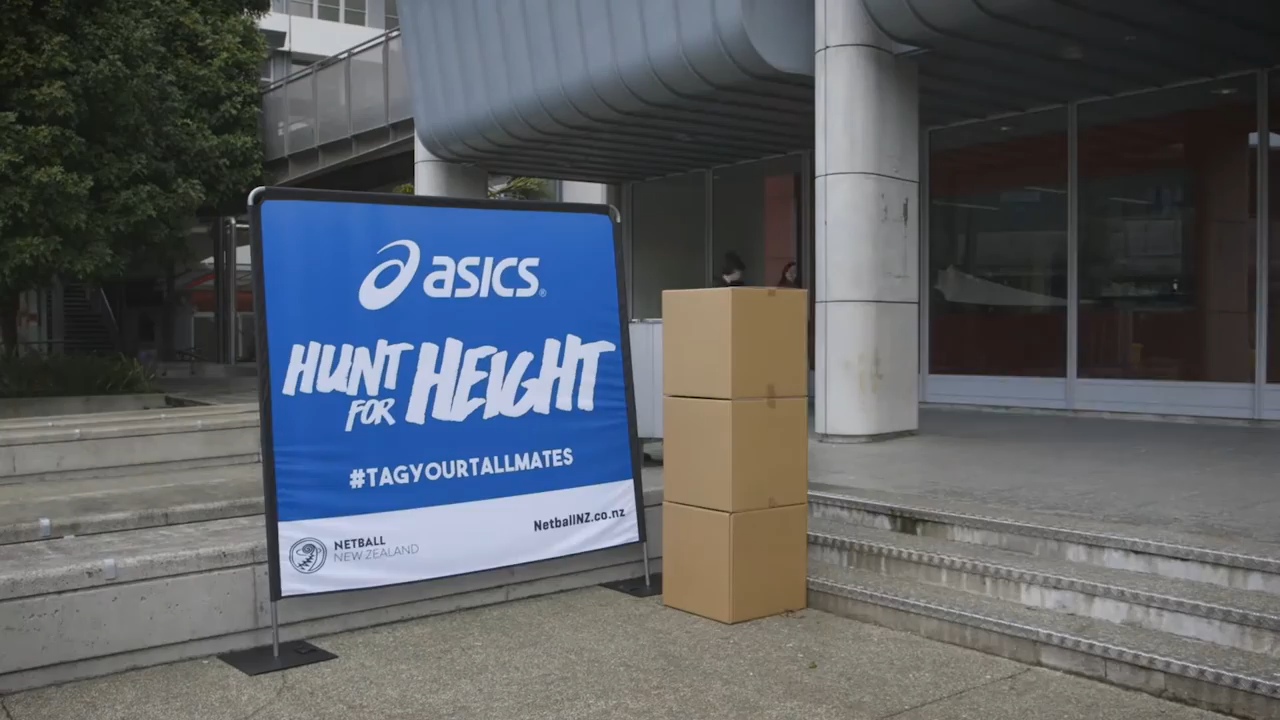 asics
HUNT
FOR HEIGHT
#TAGYOURTALLMATES
NetballNZ.co.nz
NETBALL
NEW ZEALAND